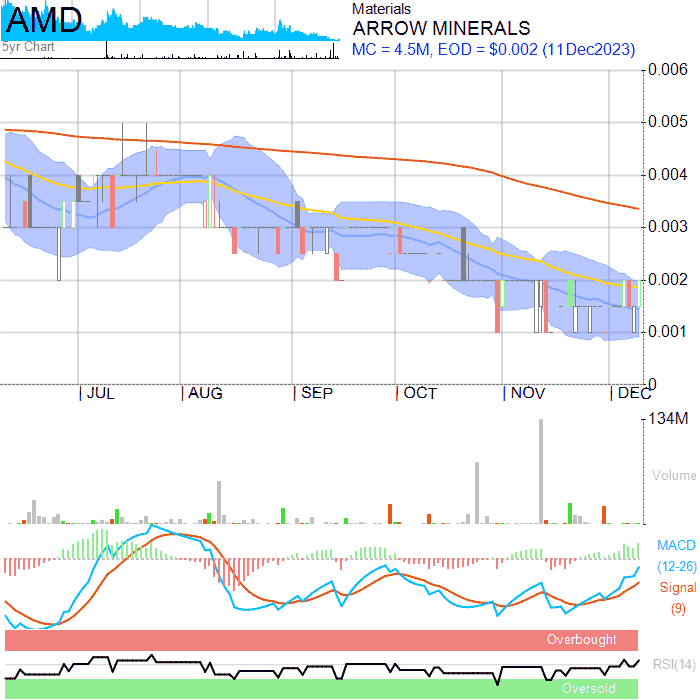 AMD
5yr Chart
Materials
ARROW MINERALS
MC = 4.5M, EOD = $0.002 (11Dec2023)
0.006
0.005
0.004
0.003
0.002
0.001
0
JUL
AUG
SEP
OCT
NOV
DEC
134M
Volume
MACD
(12-26)
Signal
(9)
Overbought
RSI(14)
Oversold